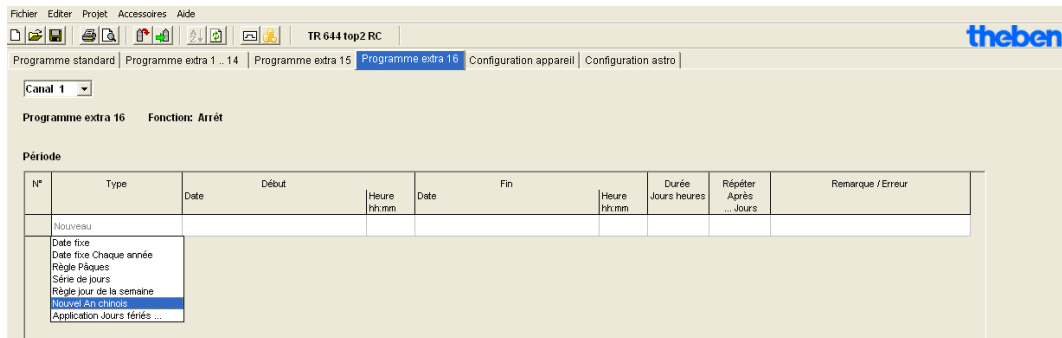 Fichier Editer Projet Accessoires Aide
TR 644 top2 RC
theben
Programme standard Programme extra 1 .. 14 Programme extra 15 Programme extra 16 Configuration appareil Configuration astro
Canal 1
Programme extra 16 Fonction: Arrét
Période
N° Type Début Fin Durée Répéter Remarque / Erreur
Date Heure Date Heure Jours heures Après
hh:mm hh:mm ... Jours
Nouveau
Date fixe
Date fixe Chaque année
Règle Pâques
Série de jours
Règle jour de la semaine
Nouvel An chinois
Application Jours fériés ...